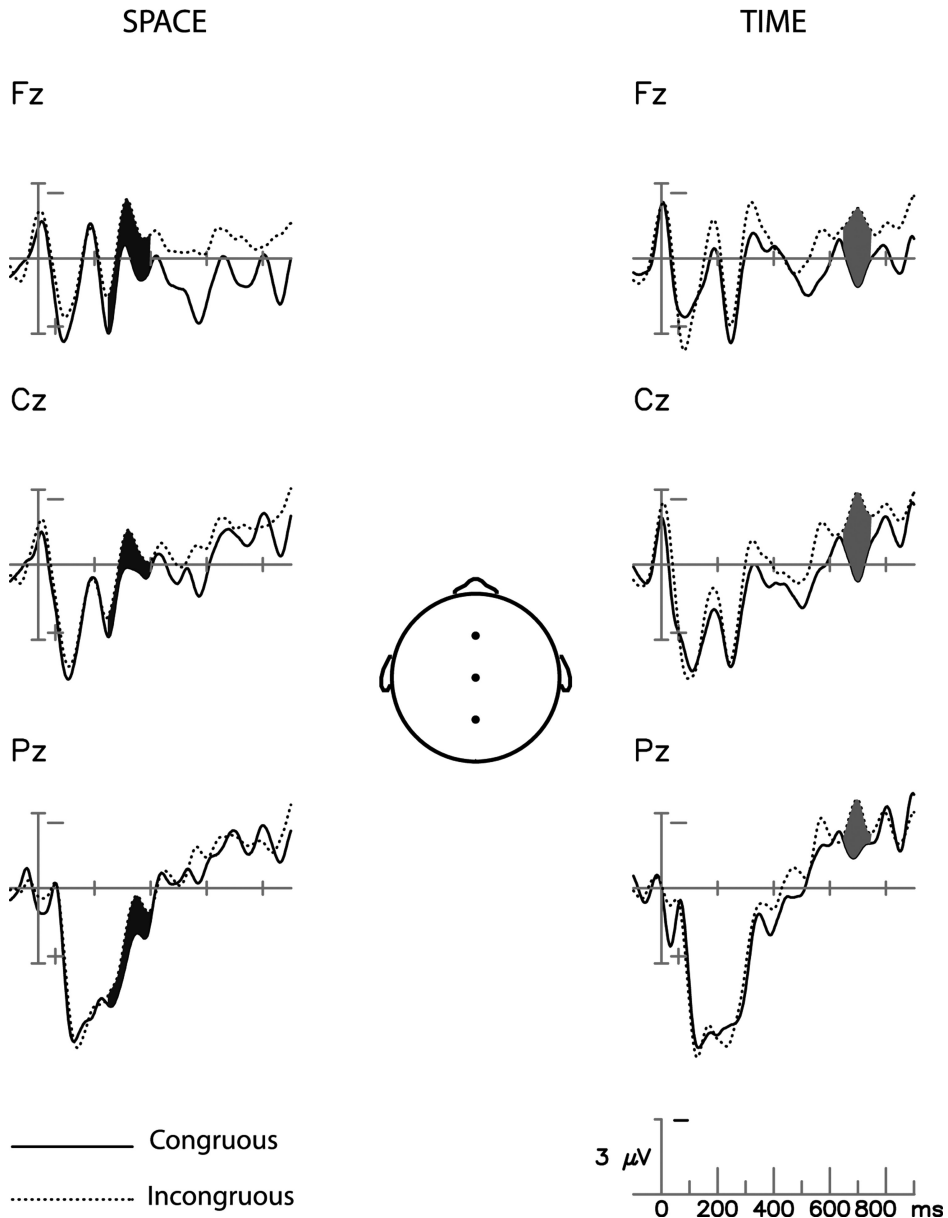 SPACE
TIME
Fz
Fz
−
−
+
+
Cz
Cz
−
−
+
+
Pz
Pz
−
−
+
+
Congruous
Incongruous
−
3 μV
0 200 400 600 800 ms